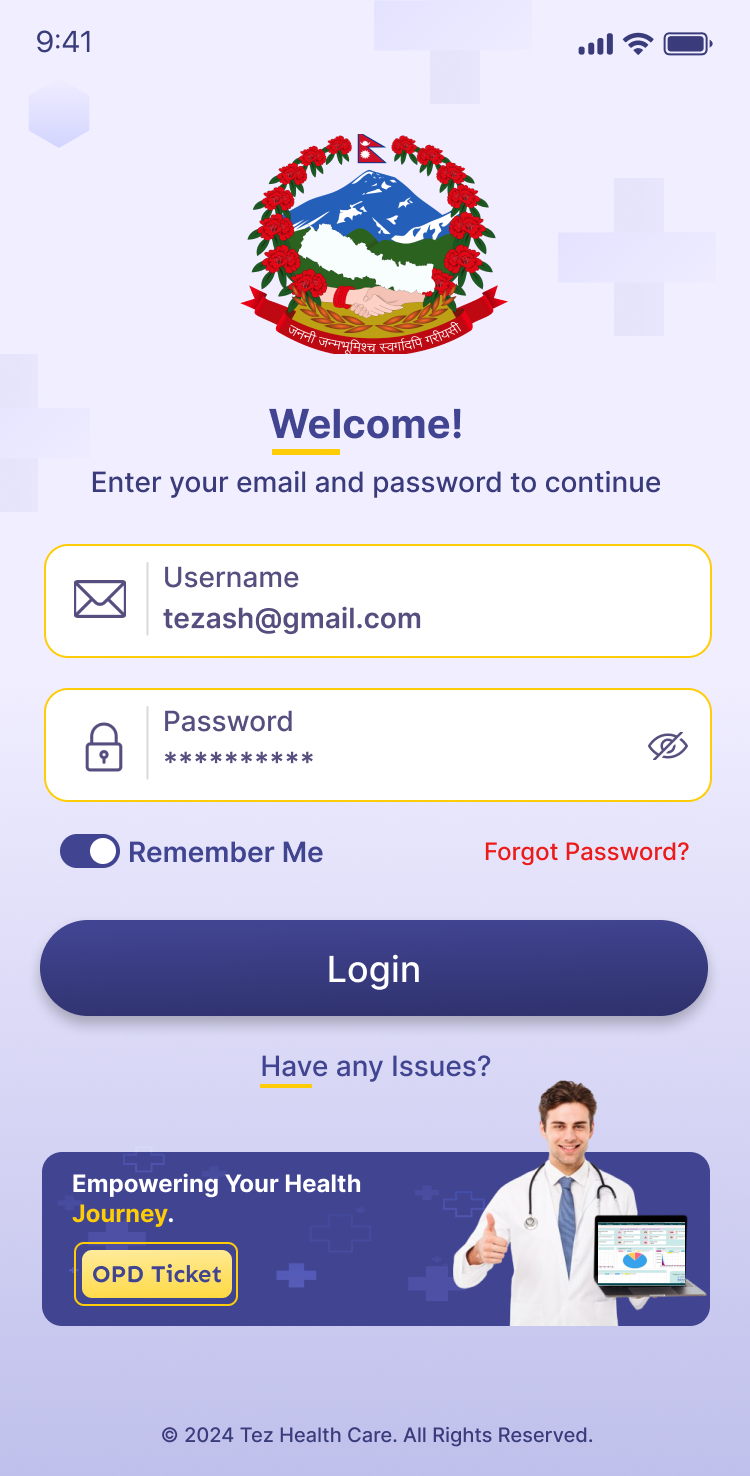 9:41
जननी जन्मभूमिश्च स्वर्गादपि गरीयसी
Welcome!
Enter your email and password to continue
Username
tezash@gmail.com
Password
**********
Remember Me
Forgot Password?
Login
Have any Issues?
Empowering Your Health
Journey.
OPD Ticket
© 2024 Tez Health Care. All Rights Reserved.